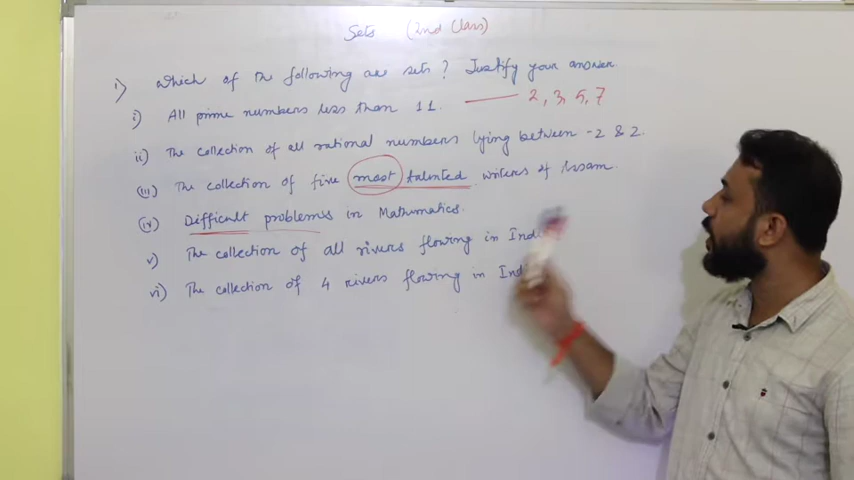 Sets (2nd Class)
1) Which of the following are sets? Justify your answer.
i) All prime numbers less than 11. — 2, 3, 5, 7
ii) The collection of all rational numbers lying between -2 & 2.
(iii) The collection of five most talented writers of Assam.
(iv) Difficult problems in Mathematics.
v) The collection of all rivers flowing in
vi) The collection of 4 rivers flowing in